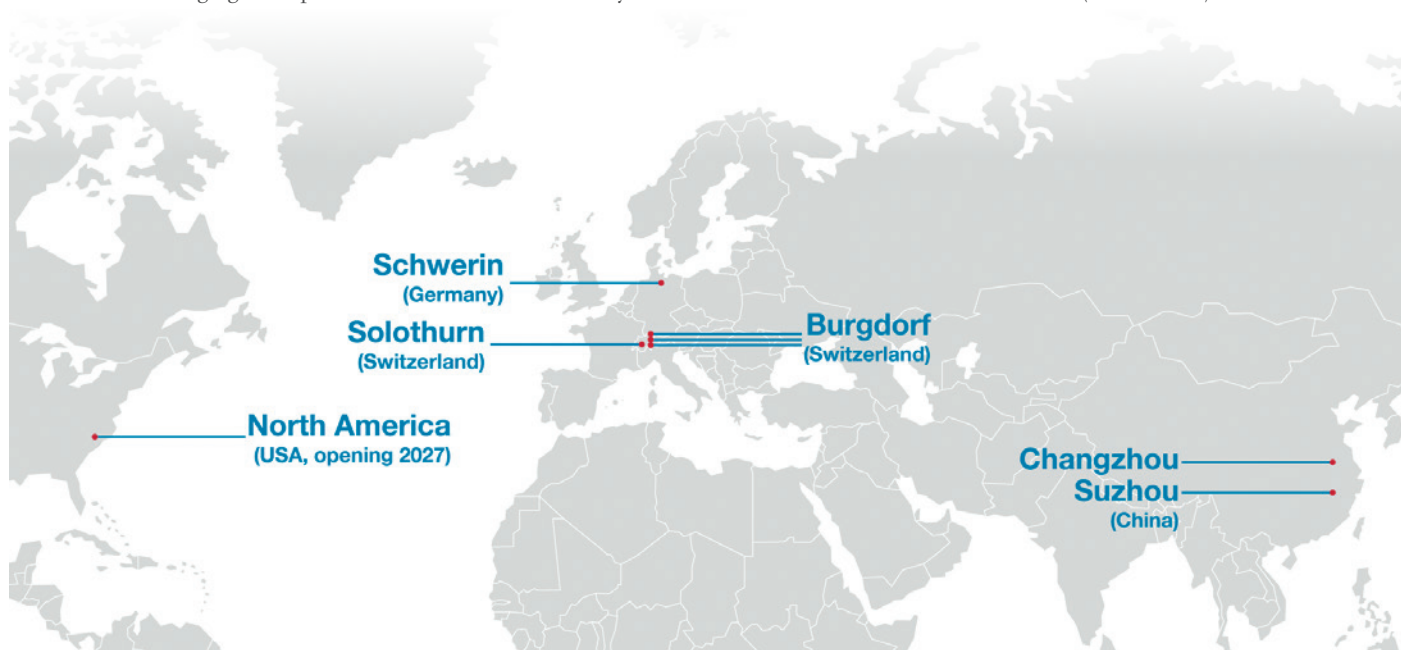 Schwerin
(Germany)
Solothurn
(Switzerland)
Burgdorf
(Switzerland)
North America
(USA, opening 2027)
Changzhou
Suzhou
(China)